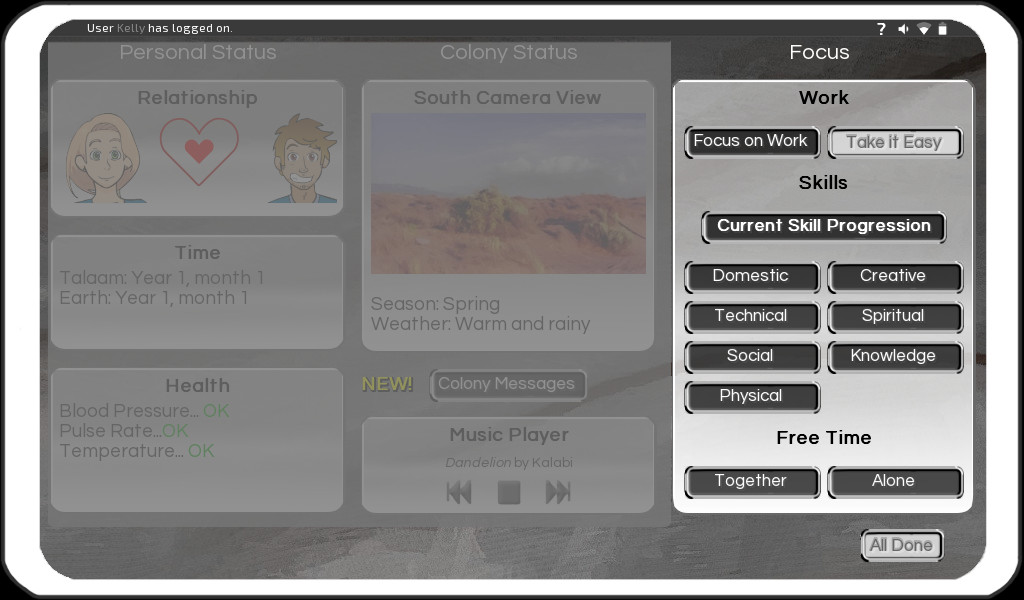 User Kelly has logged on.
?
Personal Status
Relationship
Time
Talaam: Year 1, month 1
Earth: Year 1, month 1
Health
Blood Pressure... OK
Pulse Rate...OK
Temperature... OK
Colony Status
South Camera View
Season: Spring
Weather: Warm and rainy
NEW! Colony Messages
Music Player
Dandelion by Kalabi
Focus
Work
Focus on Work Take it Easy
Skills
Current Skill Progression
Domestic Creative
Technical Spiritual
Social Knowledge
Physical
Free Time
Together Alone
All Done